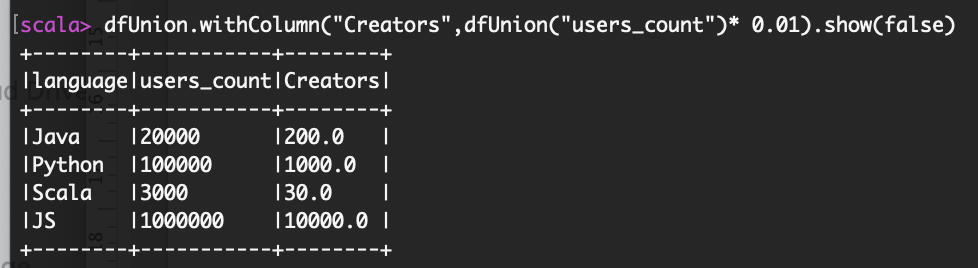 [scala> dfUnion.withColumn("Creators",dfUnion("users_count")* 0.01).show(false)
+--------+-----------+--------+
|language|users_count|Creators|
+--------+-----------+--------+
|Java    |20000      |200.0   |
|Python  |100000     |1000.0  |
|Scala   |3000       |30.0    |
|JS      |1000000    |10000.0 |
+--------+-----------+--------+